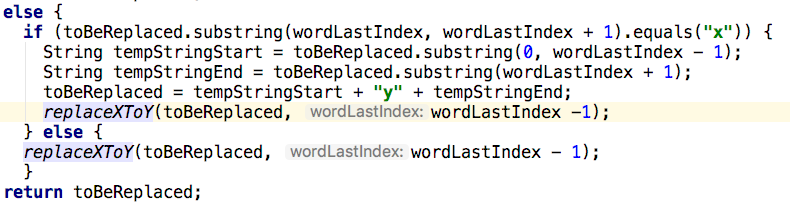 else {
if (toBeReplaced.substring(wordLastIndex, wordLastIndex + 1).equals("x")) {
String tempStringStart = toBeReplaced.substring(0, wordLastIndex - 1);
String tempStringEnd = toBeReplaced.substring(wordLastIndex + 1);
toBeReplaced = tempStringStart + "y" + tempStringEnd;
replaceXToY(toBeReplaced, wordLastIndex: wordLastIndex -1);
} else {
replaceXToY(toBeReplaced, wordLastIndex: wordLastIndex - 1);
}
return toBeReplaced;